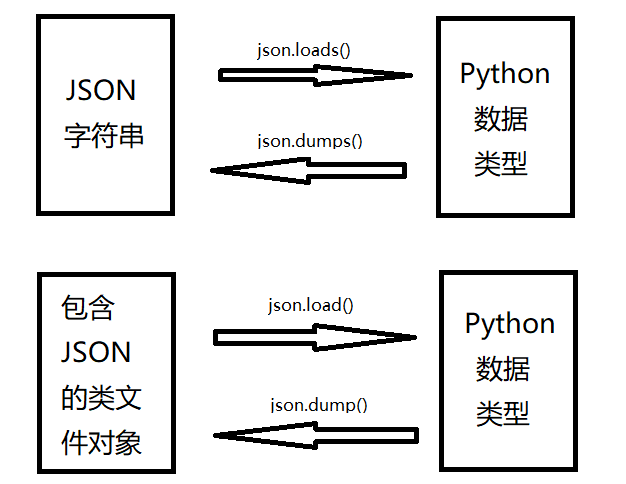 JSON
字符串
json.loads()
json.dumps()
Python
数据
类型
包含
JSON
的类文
件对象
json.load()
json.dump()
Python
数据
类型